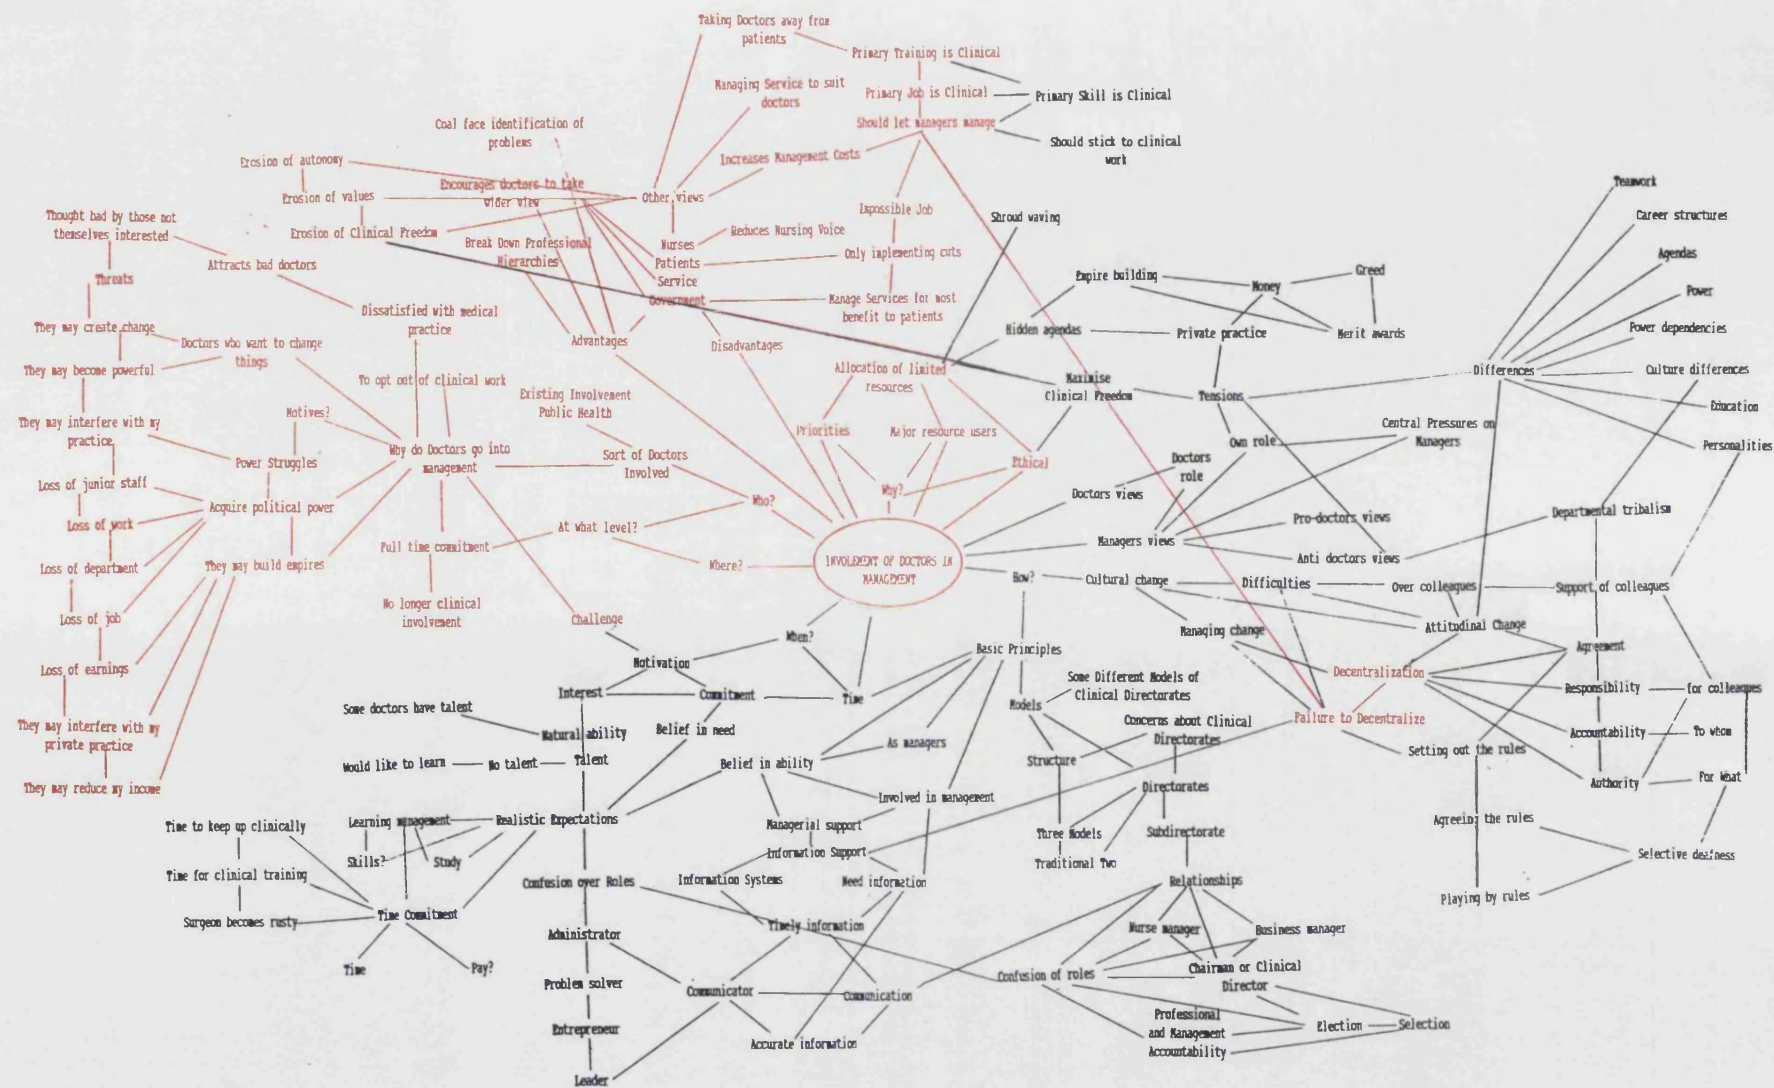 Taking Doctors away from
patients
Primary Training is Clinical
Managing Service to suit
doctors
Primary Job is Clinical
Primary Skill is Clinical
Should let managers manage
Should stick to clinical
work
Coal face identification of
problems
Increases Management Costs
Erosion of autonomy
Erosion of values
Encourages doctors to take
wider view
Other views
Impossible Job
Shroud waving
Thought bad by those not
themselves interested
Erosion of Clinical Freedom
Break Down Professional
Hierarchies
Nurses
Reduces Nursing Voice
Patients
Only implementing cuts
Service
Government
Manage Services for most
benefit to patients
Attracts bad doctors
Threats
Dissatisfied with medical
practice
They may create change
Doctors who want to change
things
They may become powerful
Advantages
Disadvantages
Allocation of limited
resources
To opt out of clinical work
Existing Involvement
Public Health
Motives?
They may interfere with my
practice
Why do Doctors go into
management
Sort of Doctors
Involved
Priorities
Major resource users
Ethical
Why?
Power Struggles
Loss of junior staff
Acquire political power
Loss of work
Who?
At what level?
Full time commitment
Where?
Loss of department
They may build empires
No longer clinical
involvement
Loss of job
Challenge
Loss of earnings
They may interfere with my
private practice
They may reduce my income
INVOLEMENT OF DOCTORS IN
MANAGEMENT
Teamwork
Career structures
Agendas
Power
Power dependencies
Culture differences
Education
Personalities
Differences
Empire building
Money
Greed
Hidden agendas
Private practice
Merit awards
Maximise
Clinical Freedom
Tensions
Central Pressures on
Managers
Own role
Doctors
role
Doctors views
Pro-doctors views
Managers views
Anti doctors views
Departmental tribalism
How?
Cultural change
Difficulties
Over colleagues
Support of colleagues
Managing change
Attitudinal Change
Agreement
Decentralization
Responsibility
for colleagues
Failure to Decentralize
Accountability
To whom
Setting out the rules
Authority
For What
Agreeing the rules
Selective deafness
Playing by rules
When?
Motivation
Interest
Commitment
Time
Basic Principles
Some Different Models of
Clinical Directorates
Models
Concerns about Clinical
Directorates
Some doctors have talent
Natural ability
Belief in need
As managers
Would like to learn
No talent
Talent
Belief in ability
Structure
Directorates
Involved in management
Time to keep up clinically
Learning management
Realistic Expectations
Managerial support
Three Models
Subdirectorate
Skills?
Study
Information Support
Traditional Two
Time for clinical training
Confusion over Roles
Information Systems
Need information
Relationships
Surgeon becomes rusty
Time Commitment
Timely information
Nurse manager
Business manager
Administrator
Time
Pay?
Problem solver
Communicator
Communication
Confusion of roles
Chairman or Clinical
Director
Professional
and Management
Accountability
Election
Selection
Entrepreneur
Accurate information
Leader